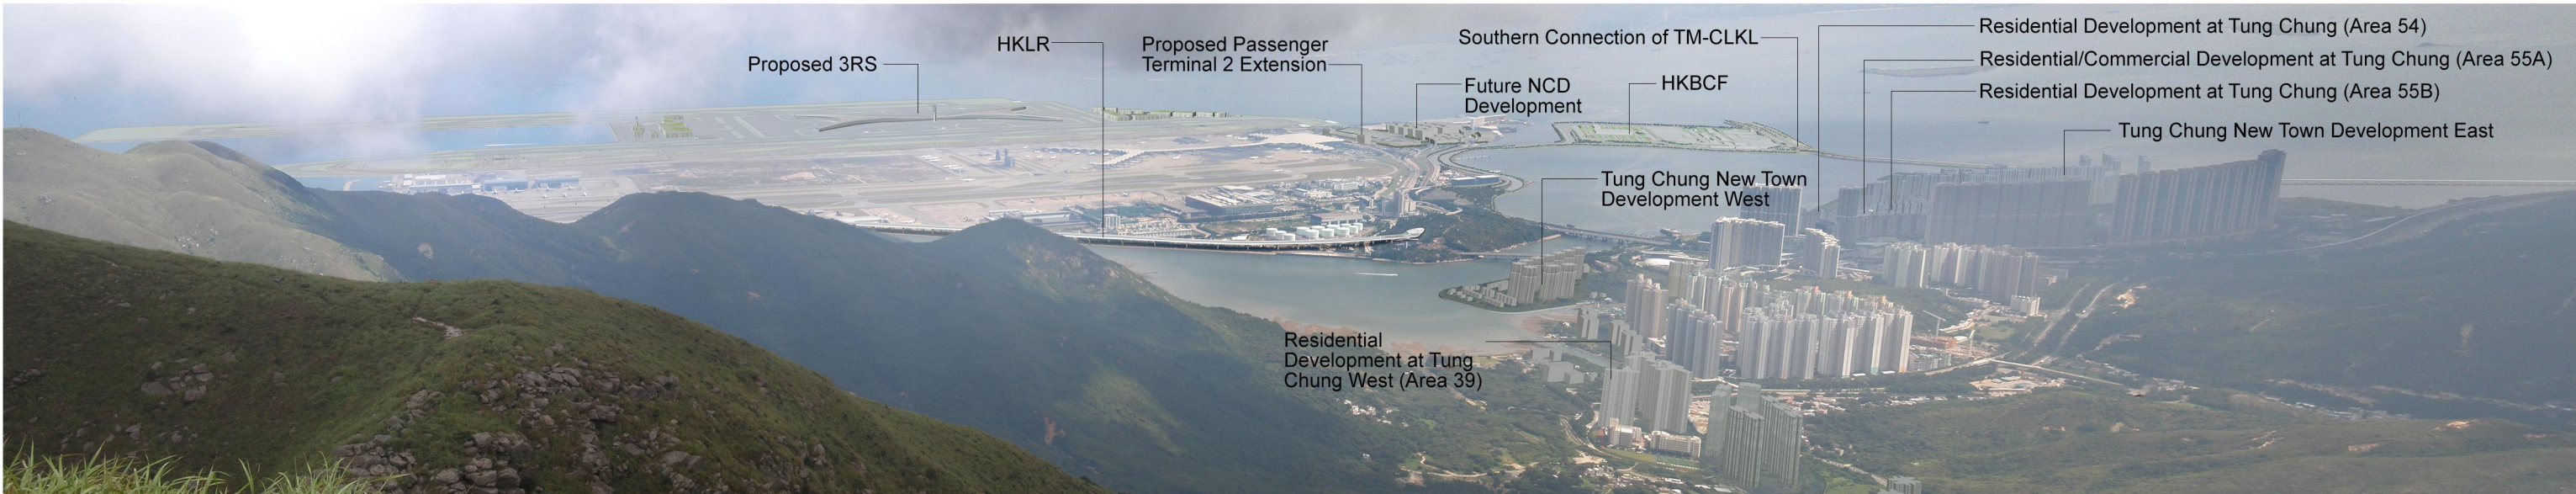 Proposed 3RS
HKLR
Proposed Passenger
Terminal 2 Extension
Southern Connection of TM-CLKL
Future NCD
Development
HKBCF
Residential Development at Tung Chung (Area 54)
Residential/Commercial Development at Tung Chung (Area 55A)
Residential Development at Tung Chung (Area 55B)
Tung Chung New Town Development East
Tung Chung New Town
Development West
Residential
Development at Tung
Chung West (Area 39)